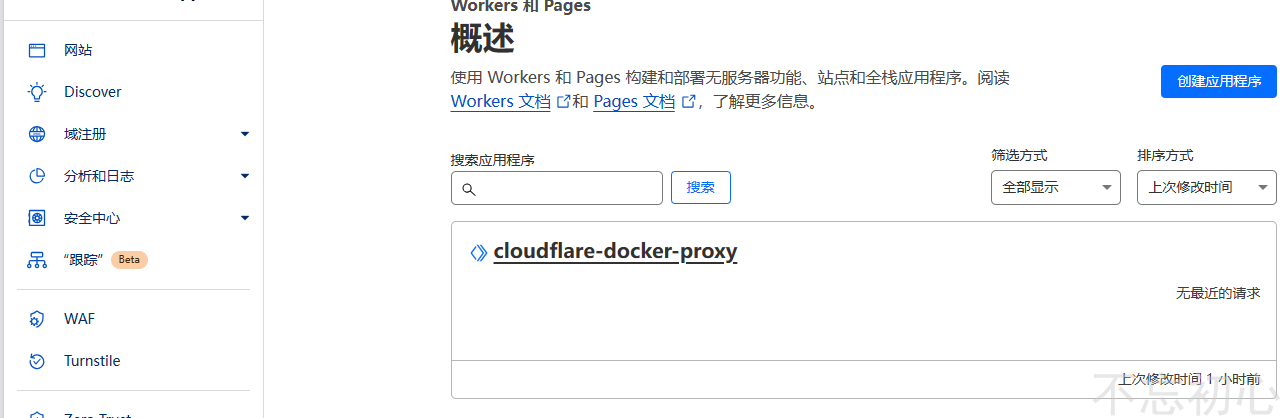 Workers 和 Pages
概述
使用 Workers 和 Pages 构建和部署无服务器功能、站点和全栈应用程序。阅读
Workers 文档 和 Pages 文档 ，了解更多信息。
创建应用程序
网站
Discover
域注册
分析和日志
安全中心
“跟踪” Beta
WAF
Turnstile
Zero Trust
搜索应用程序
搜索
筛选方式
全部显示
排序方式
上次修改时间
cloudflare-docker-proxy
无最近的请求
上次修改时间 1 小时前
不忘初心